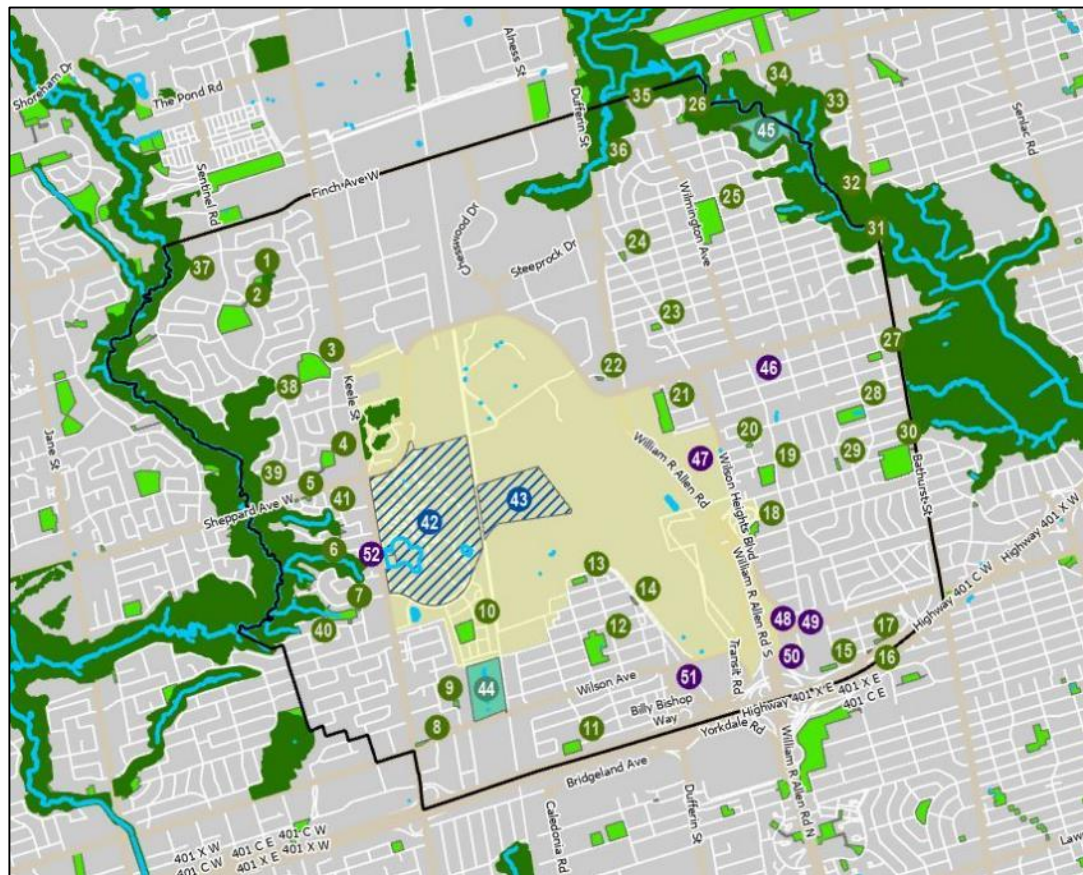 Shoreham Dr
The Pond Rd
Sentinel Rd
Alness St
Dufferin St
Senlac Rd
34
33
35
26
45
36
Finch Ave W
Chesswood Dr
Wilmington Ave
25
32
31
37
1
2
24
Steeprock Dr
23
27
3
22
46
38
Keele St
21
28
4
20
30
Jane St
39
5
William R Allen Rd
47
19
29
Wilson Heights Blvd
Bathurst St
Sheppard Ave W
41
42
43
18
Highway 401 X W
6
52
13
14
William R Allen Rd S
Highway 401 C W
7
10
12
48
49
17
40
50
15
16
9
44
Wilson Ave
51
Transit Rd
8
11
Billy Bishop
Way
Highway 401 X E
401 X E
401 C E
Yorkdale Rd
Bridgeland Ave
Caledonia Rd
Dufferin St
William R Allen Rd N
401 X W
401 C W
401 C E
401 X E
401 C W
401 X W
Law